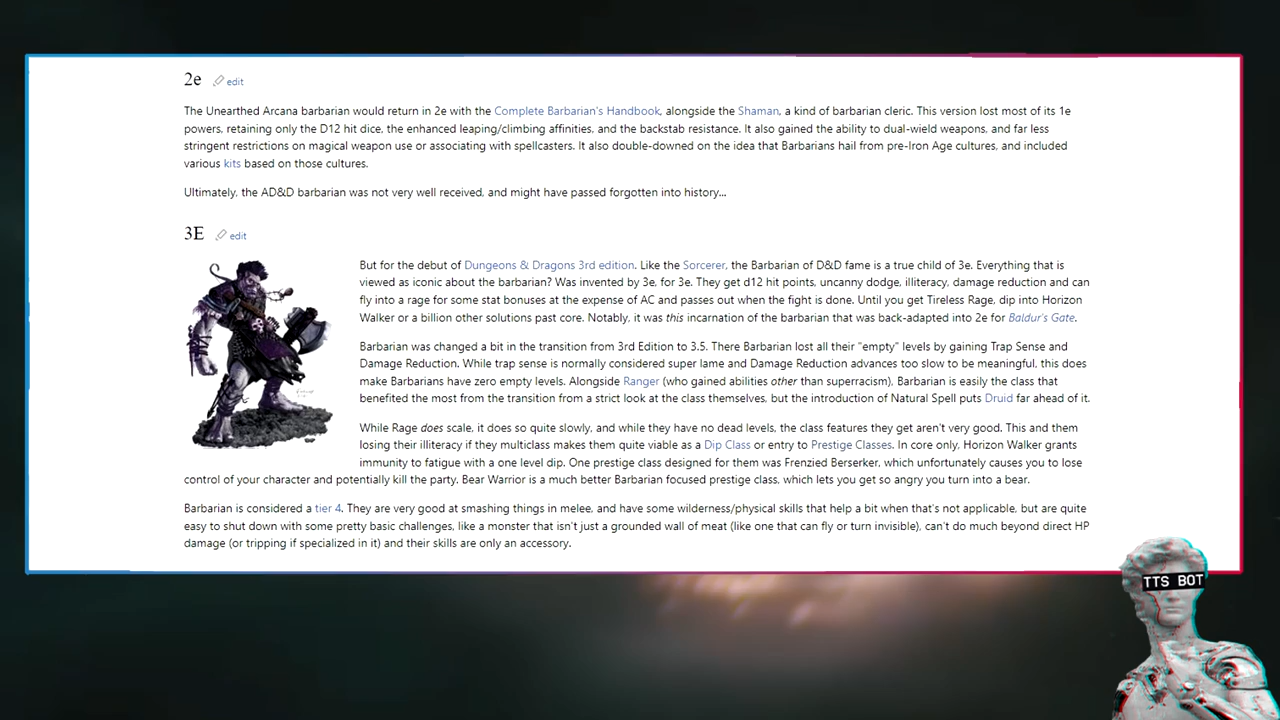 2e edit
The Unearthed Arcana barbarian would return in 2e with the Complete Barbarian's Handbook, alongside the Shaman, a kind of barbarian cleric. This version lost most of its 1e
powers, retaining only the D12 hit dice, the enhanced leaping/climbing affinities, and the backstab resistance. It also gained the ability to dual-wield weapons, and far less
stringent restrictions on magical weapon use or associating with spellcasters. It also double-downed on the idea that Barbarians hail from pre-Iron Age cultures, and included
various kits based on those cultures.
Ultimately, the AD&D barbarian was not very well received, and might have passed forgotten into history...
3E edit
But for the debut of Dungeons & Dragons 3rd edition. Like the Sorcerer, the Barbarian of D&D fame is a true child of 3e. Everything that is
viewed as iconic about the barbarian? Was invented by 3e, for 3e. They get d12 hit points, uncanny dodge, illiteracy, damage reduction and can
fly into a rage for some stat bonuses at the expense of AC and passes out when the fight is done. Until you get Tireless Rage, dip into Horizon
Walker or a billion other solutions past core. Notably, it was this incarnation of the barbarian that was back-adapted into 2e for Baldur's Gate.
Barbarian was changed a bit in the transition from 3rd Edition to 3.5. There Barbarian lost all their "empty" levels by gaining Trap Sense and
Damage Reduction. While trap sense is normally considered super lame and Damage Reduction advances too slow to be meaningful, this does
make Barbarians have zero empty levels. Alongside Ranger (who gained abilities other than superracism), Barbarian is easily the class that
benefited the most from the transition from a strict look at the class themselves, but the introduction of Natural Spell puts Druid far ahead of it.
While Rage does scale, it does so quite slowly, and while they have no dead levels, the class features they get aren't very good. This and them
losing their illiteracy if they multiclass makes them quite viable as a Dip Class or entry to Prestige Classes. In core only, Horizon Walker grants
immunity to fatigue with a one level dip. One prestige class designed for them was Frenzied Berserker, which unfortunately causes you to lose
control of your character and potentially kill the party. Bear Warrior is a much better Barbarian focused prestige class, which lets you get so angry you turn into a bear.
Barbarian is considered a tier 4. They are very good at smashing things in melee, and have some wilderness/physical skills that help a bit when that's not applicable, but are quite
easy to shut down with some pretty basic challenges, like a monster that isn't just a grounded wall of meat (like one that can fly or turn invisible), can't do much beyond direct HP
damage (or tripping if specialized in it) and their skills are only an accessory.
TTS BOT